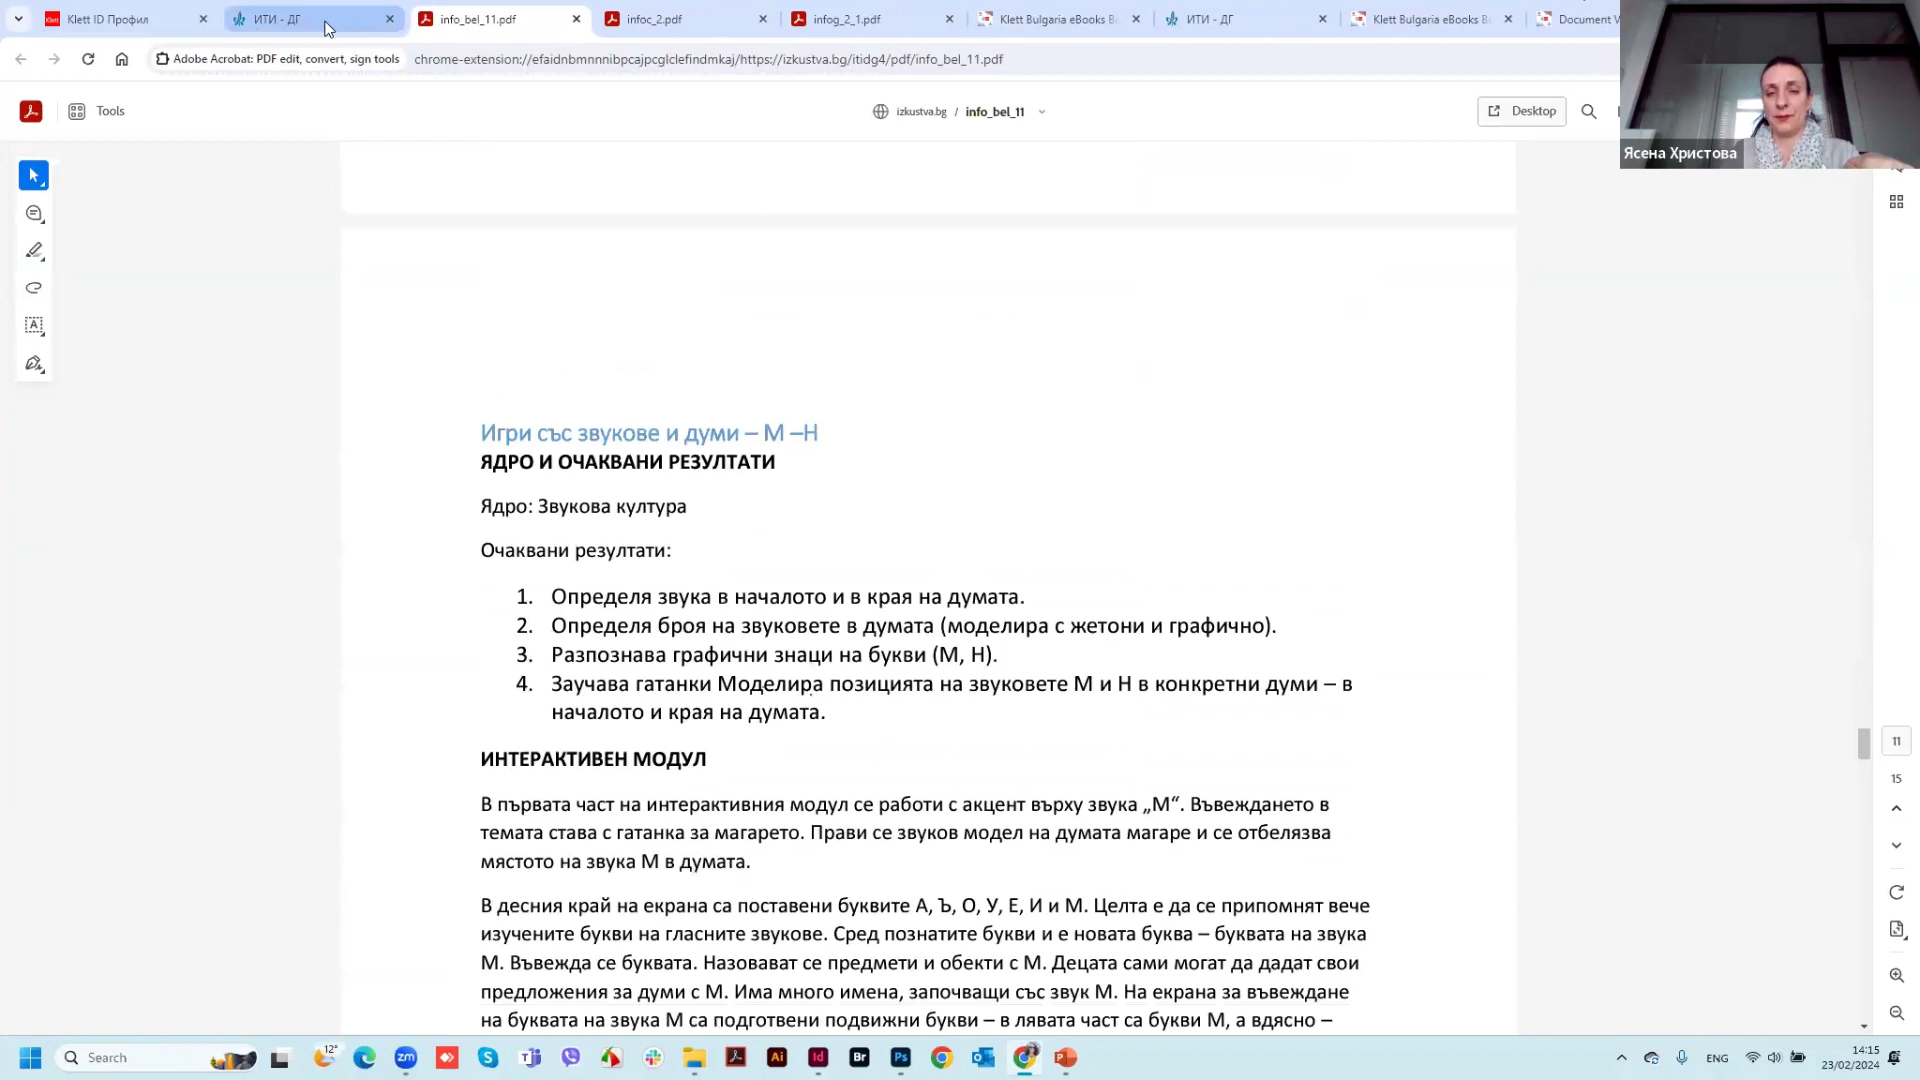 Klett ID Профил
ИТИ - ДГ
info_bel_11.pdf
infoc_2.pdf
infog_2_1.pdf
Klett Bulgaria eBooks B
ИТИ - ДГ
Klett Bulgaria eBooks B
Document V
Adobe Acrobat: PDF edit, convert, sign tools
chrome-extension://efaidnbmnnnibpcajpcglclefindmkaj/https://izkustva.bg/itidg4/pdf/info_bel_11.pdf
Tools
izkustva.bg / info_bel_11
Desktop
Ясена Христова
Игри със звукове и думи – М –Н
ЯДРО И ОЧАКВАНИ РЕЗУЛТАТИ
Ядро: Звукова култура
Очаквани резултати:
1. Определя звука в началото и в края на думата.
2. Определя броя на звуковете в думата (моделира с жетони и графично).
3. Разпознава графични знаци на букви (М, Н).
4. Заучава гатанки Моделира позицията на звуковете М и Н в конкретни думи – в
началото и края на думата.
ИНТЕРАКТИВЕН МОДУЛ
В първата част на интерактивния модул се работи с акцент върху звука „М“. Въвеждането в
темата става с гатанка за магарето. Прави се звуков модел на думата магаре и се отбелязва
мястото на звука М в думата.
В десния край на екрана са поставени буквите А, Ъ, О, У, Е, И и М. Целта е да се припомнят вече
изучените букви на гласните звукове. Сред познатите букви и е новата буква – буквата на звука
М. Въвежда се буквата. Назовават се предмети и обекти с М. Децата сами могат да дадат свои
предложения за думи с М. Има много имена, започващи със звук М. На екрана за въвеждане
на буквата на звука М са подготвени подвижни букви – в лявата част са букви М, а вдясно –
11
15
Search
12°
zm
Ai
Id
Br
Ps
ENG
14:15
23/02/2024